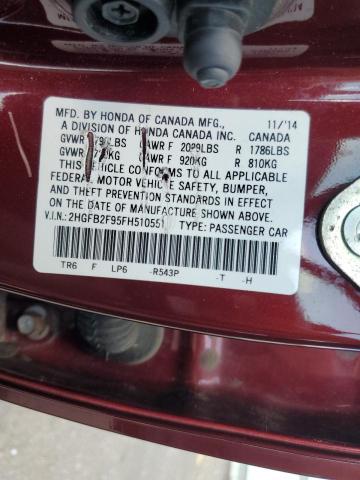 MFD. BY HONDA OF CANADA MFG., 11/'14
A DIVISION OF HONDA CANADA INC. CANADA
GVWR LBS GAWR F 2029LBS R 1786LBS
GVWR KG GAWR F 920KG R 810KG
THIS VEHICLE CONFORMS TO ALL APPLICABLE
FEDERAL MOTOR VEHICLE SAFETY, BUMPER,
AND THEFT PREVENTION STANDARDS IN EFFECT
ON THE DATE OF MANUFACTURE SHOWN ABOVE.
V.I.N.: 2HGFB2F95FH510551 TYPE: PASSENGER CAR
TR6 F LP6 -R543P -T -H